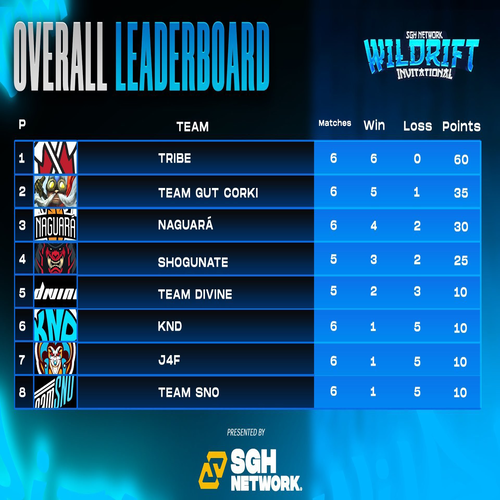 OVERALL LEADERBOARD
SGH NETWORK
WILDRIFT
INVITATIONAL
P TEAM Matches Win Loss Points
1 TRIBE 6 6 0 60
2 TEAM GUT CORKI 6 5 1 35
3 NAGUARÁ NAGUARÁ 6 4 2 30
4 SHOGUNATE 5 3 2 25
5 TEAM DIVINE 5 2 3 10
6 KND KND 6 1 5 10
7 J4F 6 1 5 10
8 SNO TEAM SNO 6 1 5 10
PRESENTED BY
SGH
NETWORK.